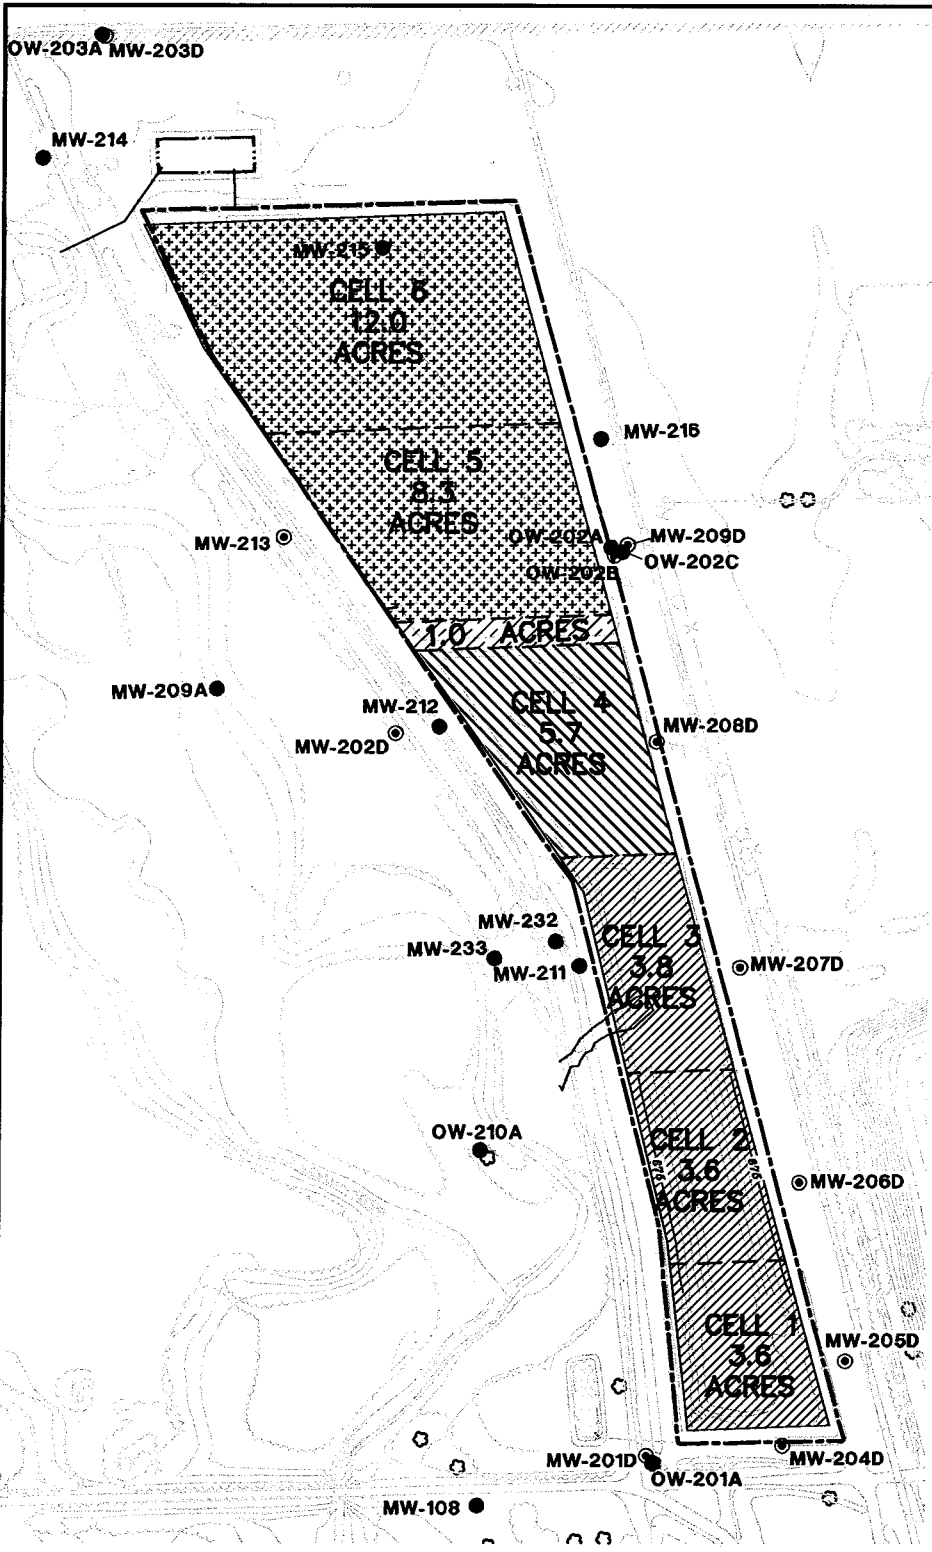 OW-203A MW-203D
MW-214
MW-215
CELL 6
12.0
ACRES
MW-216
CELL 5
8.3
ACRES
MW-213
OW-202A
MW-209D
OW-202B
OW-202C
1.0 ACRES
MW-209A
MW-212
CELL 4
5.7
ACRES
MW-208D
MW-202D
MW-232
MW-233
MW-211
CELL 3
3.8
ACRES
MW-207D
OW-210A
CELL 2
3.6
ACRES
MW-206D
CELL 1
3.6
ACRES
MW-205D
MW-201D
OW-201A
MW-204D
MW-108